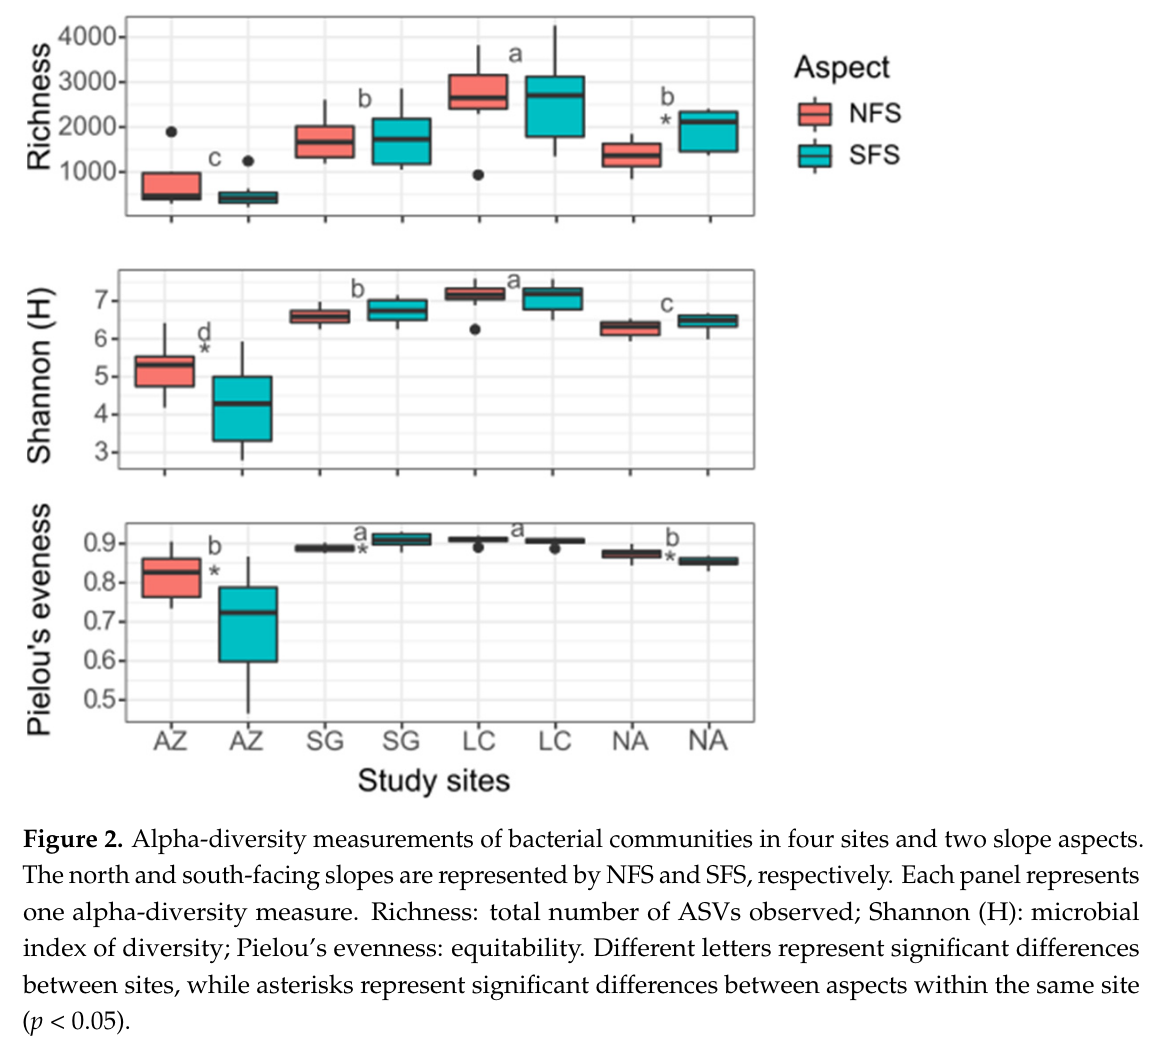 Richness
4000
3000
2000
1000
c
b
a
b
*
Aspect
NFS
SFS
Shannon (H)
7
6
5
4
3
d
*
b
a
c
Pielou's eveness
0.9
0.8
0.7
0.6
0.5
b
*
a
*
a
b
*
AZ AZ SG SG LC LC NA NA
Study sites
Figure 2. Alpha-diversity measurements of bacterial communities in four sites and two slope aspects.
The north and south-facing slopes are represented by NFS and SFS, respectively. Each panel represents
one alpha-diversity measure. Richness: total number of ASVs observed; Shannon (H): microbial
index of diversity; Pielou’s evenness: equitability. Different letters represent significant differences
between sites, while asterisks represent significant differences between aspects within the same site
(p < 0.05).